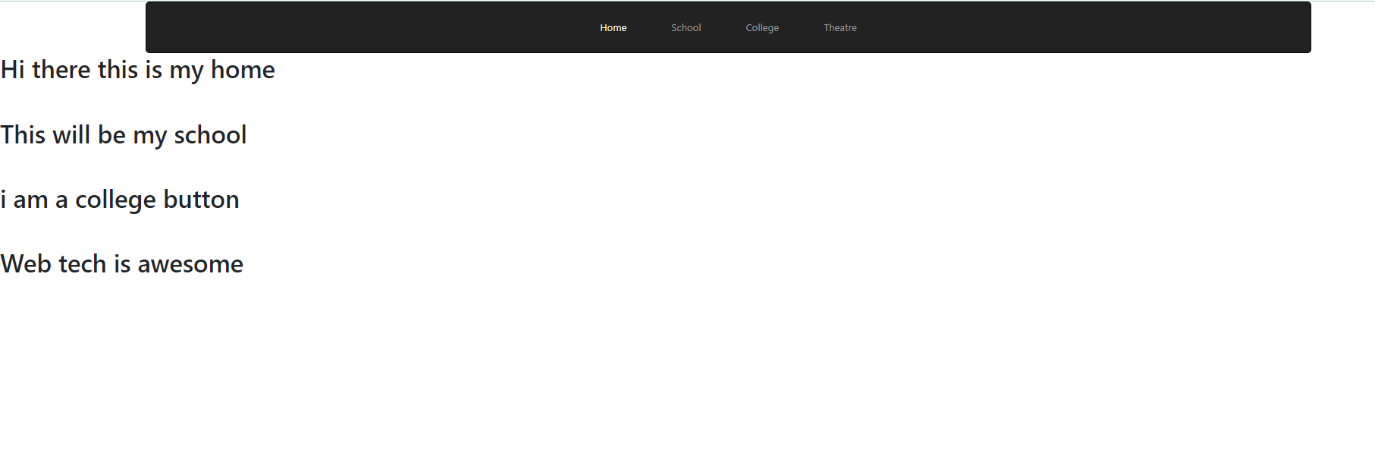 Home School College Theatre
Hi there this is my home
This will be my school
i am a college button
Web tech is awesome